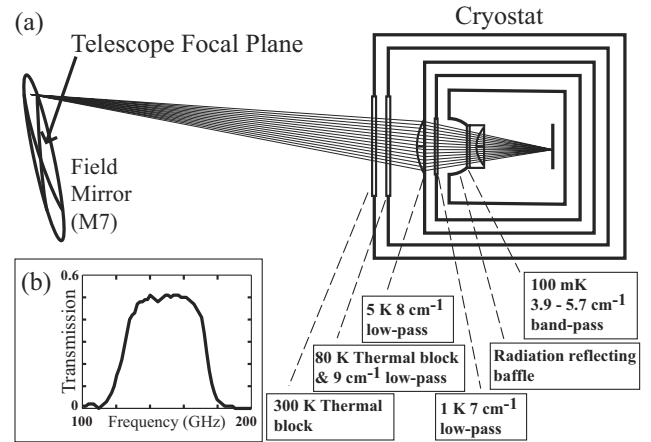 (a)
Cryostat
Telescope Focal Plane
Field
Mirror
(M7)
(b)
0.6
Transmission
0
100
Frequency (GHz)
200
5 K 8 cm⁻¹
low-pass
80 K Thermal block
& 9 cm⁻¹ low-pass
300 K Thermal
block
100 mK
3.9 - 5.7 cm⁻¹
band-pass
Radiation reflecting
baffle
1 K 7 cm⁻¹
low-pass